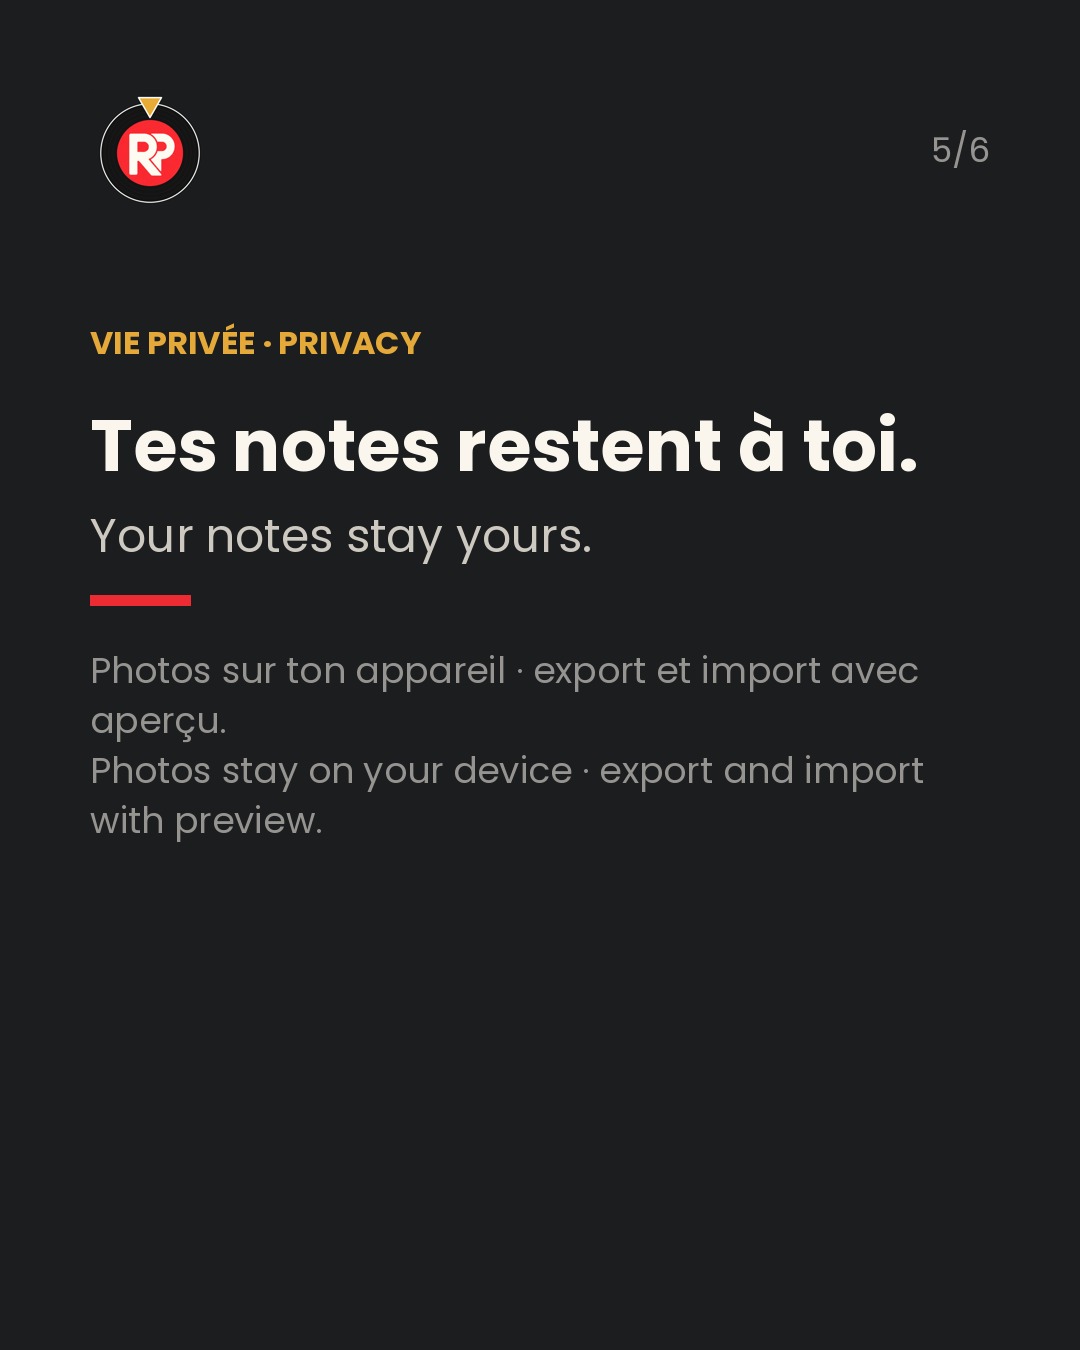 RP
5/6
VIE PRIVÉE · PRIVACY
Tes notes restent à toi.
Your notes stay yours.
Photos sur ton appareil · export et import avec
aperçu.
Photos stay on your device · export and import
with preview.